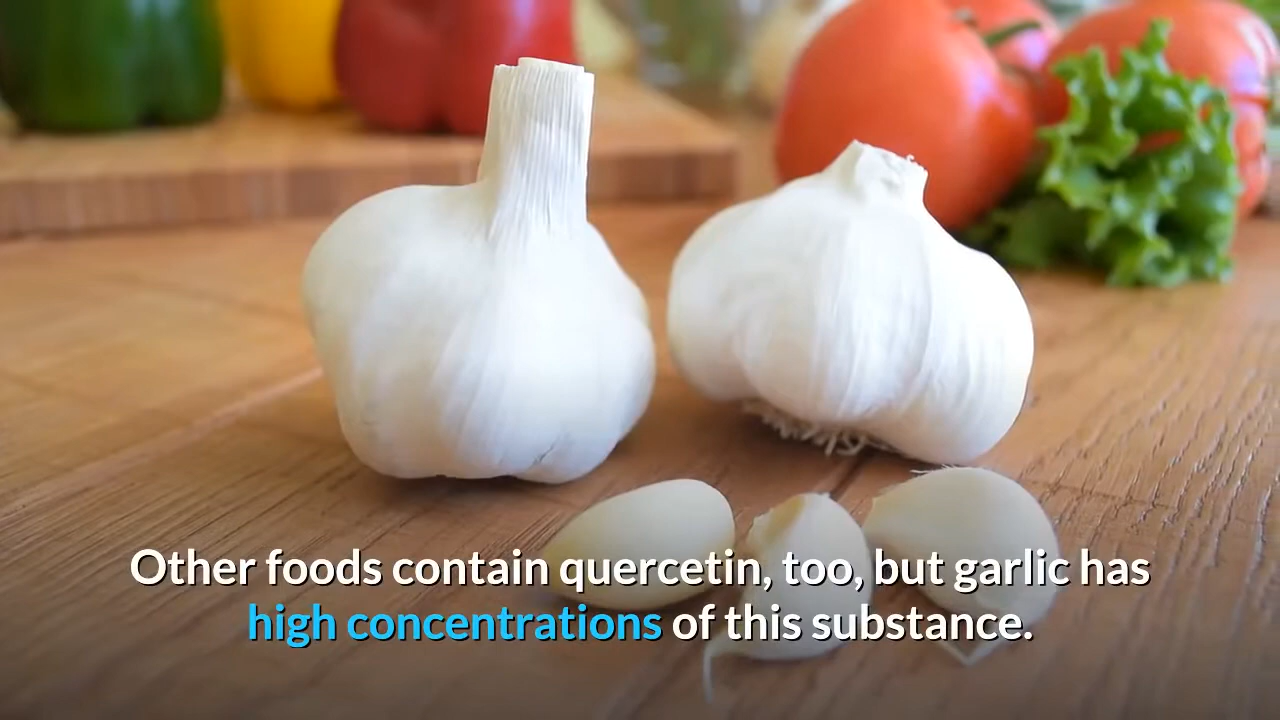 Other foods contain quercetin, too, but garlic has
high concentrations of this substance.